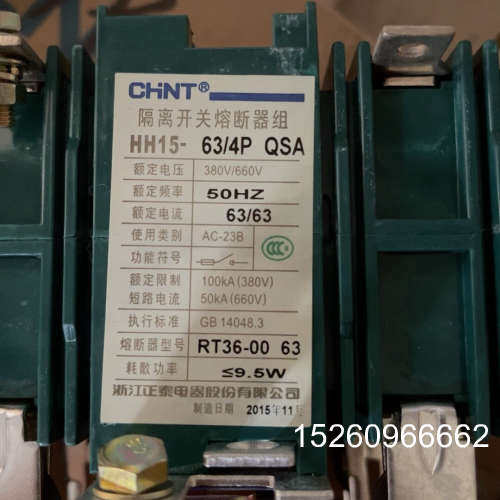 CHNT®
隔离开关熔断器组
HH15- 63/4P QSA
额定电压 380V/660V
额定频率 50HZ
额定电流 63/63
使用类别 AC-23B
功能符号
额定限制 100kA(380V)
短路电流 50kA(660V)
执行标准 GB 14048.3
熔断器型号 RT36-00 63
耗散功率 ≤9.5W
浙江正泰电器股份有限公司
制造日期 2015年11月
15260966662